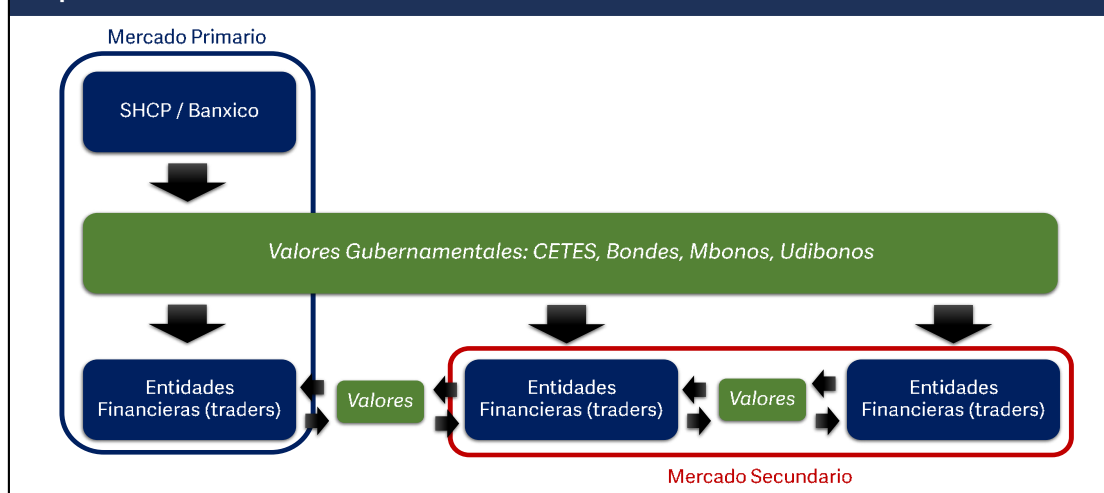 Mercado Primario
SHCP / Banxico
Valores Gubernamentales: CETES, Bondes, Mbonos, Udibonos
Entidades
Financieras (traders)
Valores
Entidades
Financieras (traders)
Valores
Entidades
Financieras (traders)
Mercado Secundario